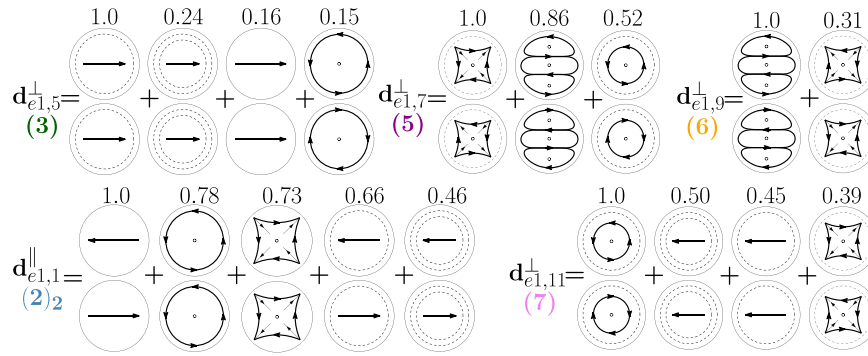 1.0 0.24 0.16 0.15 1.0 0.86 0.52 1.0 0.31
d⊥e1,5= + + + d⊥e1,7= + + d⊥e1,9= +
(3) (5) (6)
1.0 0.78 0.73 0.66 0.46 1.0 0.50 0.45 0.39
d∥e1,1= + + + + d⊥e1,11= + + +
(2)2 (7)